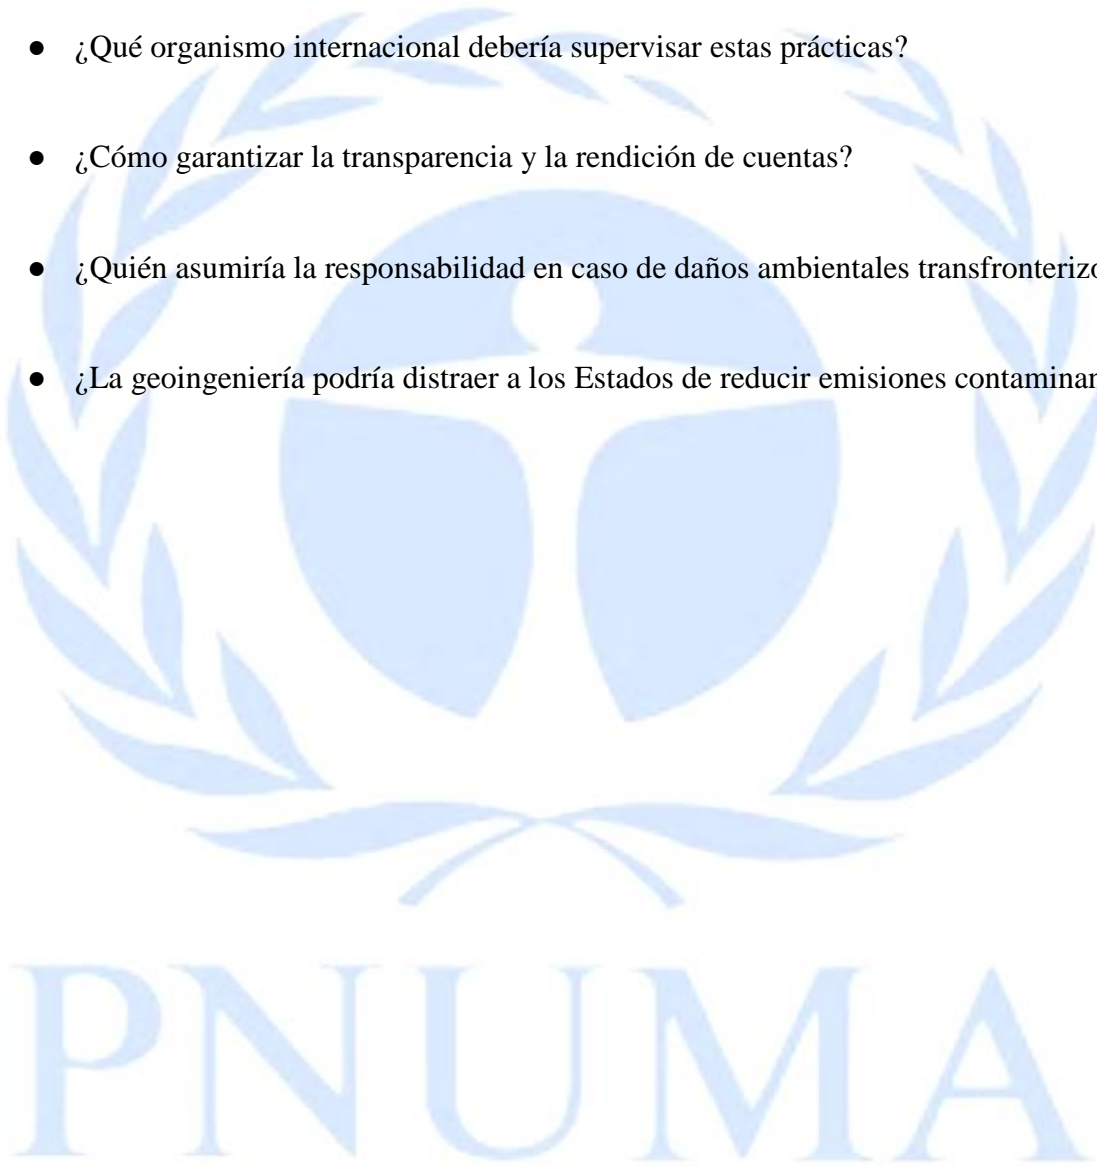 ● ¿Qué organismo internacional debería supervisar estas prácticas?
● ¿Cómo garantizar la transparencia y la rendición de cuentas?
● ¿Quién asumiría la responsabilidad en caso de daños ambientales
● ¿La geoingeniería podría distraer a los Estados de reducir emisiones
PNUMA